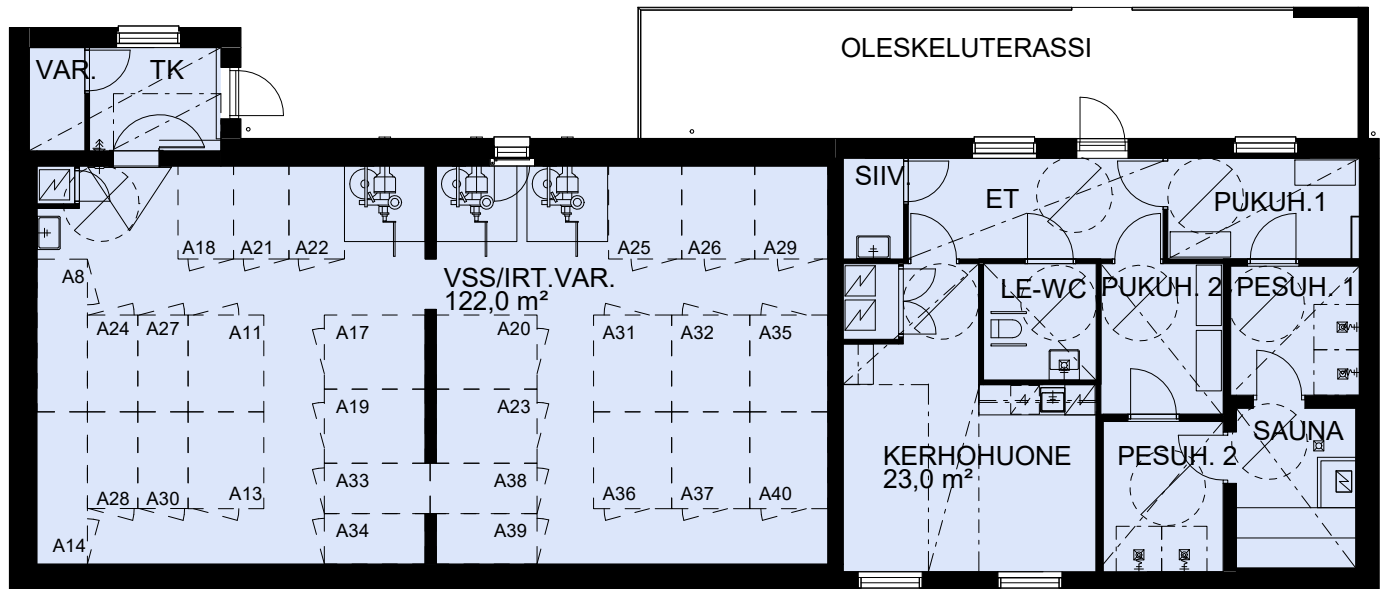 OLESKELUTERASSI
VAR.
TK
SIIV.
ET
PUKUH.1
A18
A21
A22
A25
A26
A29
A8
VSS/IRT.VAR.
122,0 m²
LE-WC
PUKUH. 2
PESUH. 1
A24
A27
A11
A17
A20
A31
A32
A35
A19
A23
KERHOHUONE
23,0 m²
PESUH. 2
SAUNA
A33
A38
A28
A30
A13
A36
A37
A40
A34
A39
A14